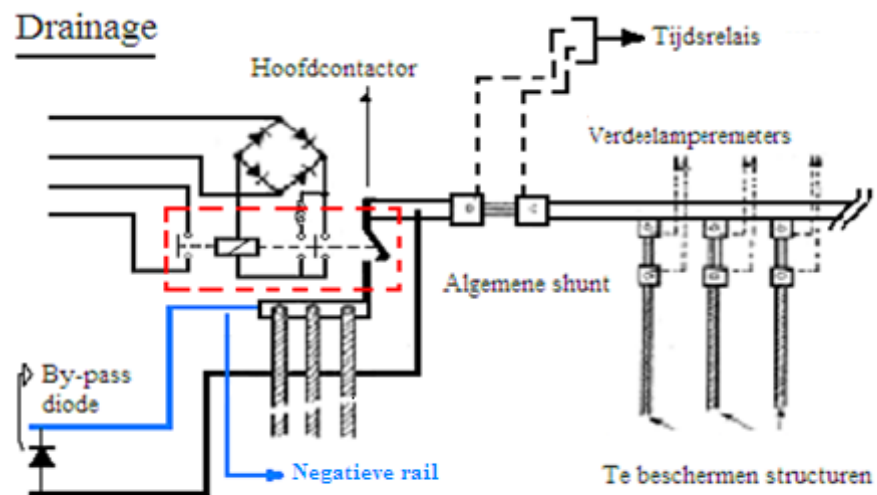 Drainage
Hoofdcontactor
Tijdsrelais
Verdeelamperemeters
Algemene shunt
By-pass
diode
Negatieve rail
Te beschermen structuren